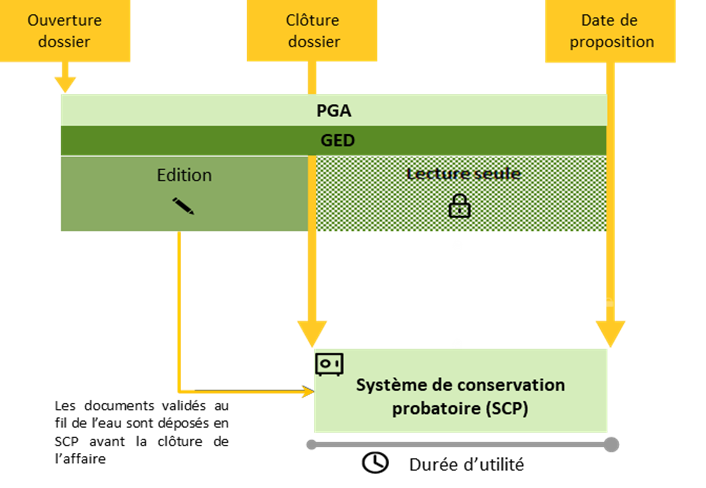 Ouverture
dossier
Clôture
dossier
Date de
proposition
PGA
GED
Edition
Lecture seule
Système de conservation
probatoire (SCP)
Les documents validés au
fil de l’eau sont déposés en
SCP avant la clôture de
l’affaire
Durée d’utilité